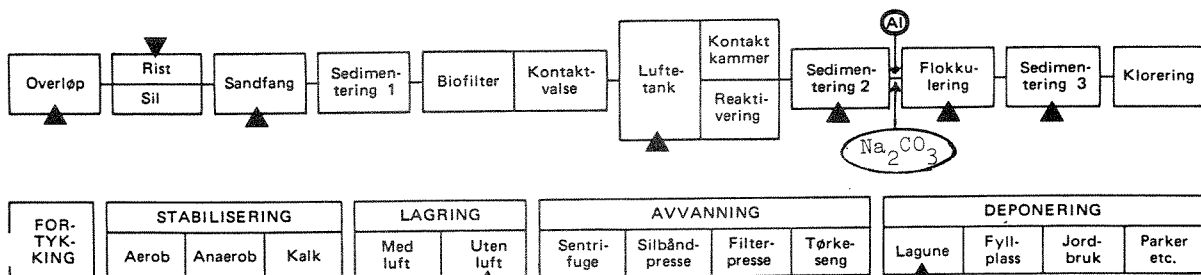 Al
Overløp
Rist
Sil
Sandfang
Sedimen-
tering 1
Biofilter
Kontakt-
valse
Lufte-
tank
Kontakt
kammer
Reakti-
vering
Sedimen-
tering 2
Flokku-
lering
Sedimen-
tering 3
Klorering
Na2CO3
FOR-
TYK-
KING
STABILISERING
Aerob
Anaerob
Kalk
LAGRING
Med
luft
Uten
luft
AVVANNING
Sentri-
fuge
Silbånd-
presse
Filter-
presse
Tørke-
seng
DEPONERING
Lagune
Fyll-
plass
Jord-
bruk
Parker
etc.